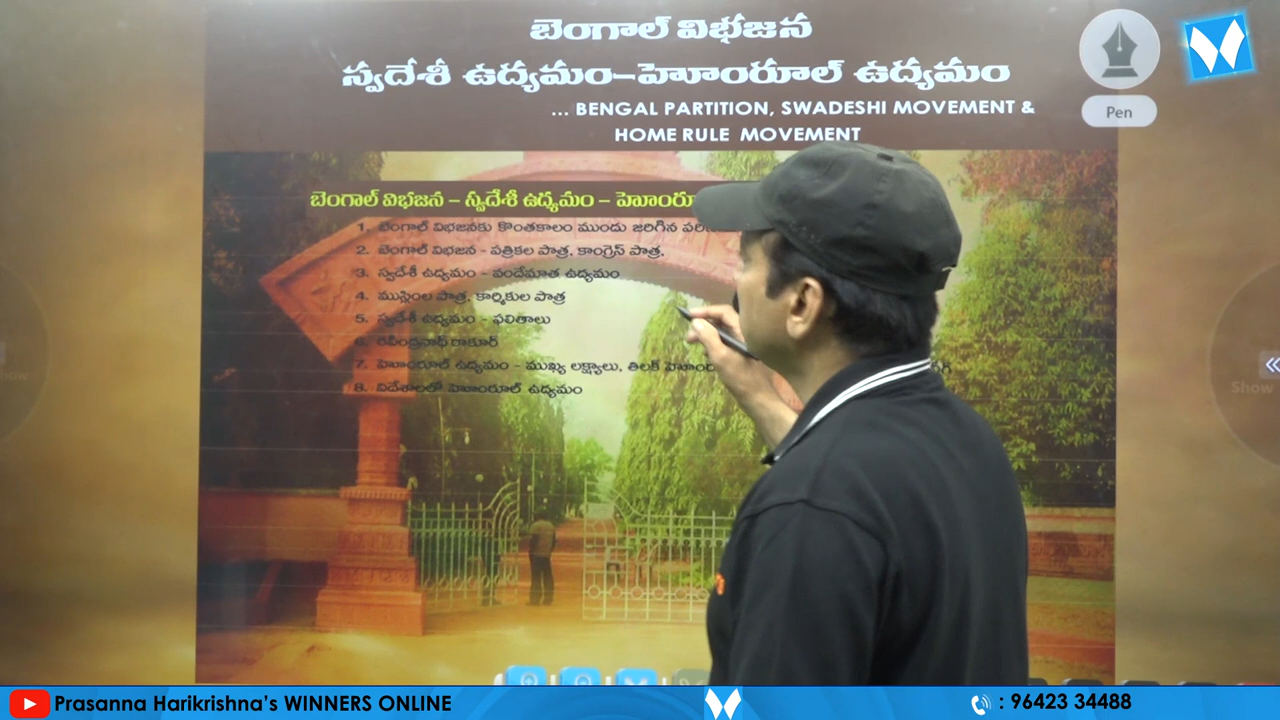 బెంగాల్ విభజన
స్వదేశీ ఉద్యమం–హెూంరూల్ ఉద్యమం
... BENGAL PARTITION, SWADESHI MOVEMENT &
HOME RULE MOVEMENT
Pen
బెంగాల్ విభజన – స్వదేశీ ఉద్యమం –
1. బెంగాల్ విభజనకు కొంతకాలం ముందు జరిగిన
2. బెంగాల్ విభజన - పత్రికల పాత్ర, కాంగ్రెస్ పాత్ర,
3. స్వదేశీ ఉద్యమం - వందేమాత ఉద్యమం
4. ముస్లింల పాత్ర, కార్మికుల పాత్ర
5. స్వదేశీ ఉద్యమం - ఫలితాలు
6. రవీంద్రనాథ్ ఠాకూర్
7. హెూంరూల్ ఉద్యమం - ముఖ్య లక్ష్యాలు, తిలక్
8. విదేశాలలో హెూంరూల్ ఉద్యమం
Show
Prasanna Harikrishna's WINNERS ONLINE
: 96423 34488